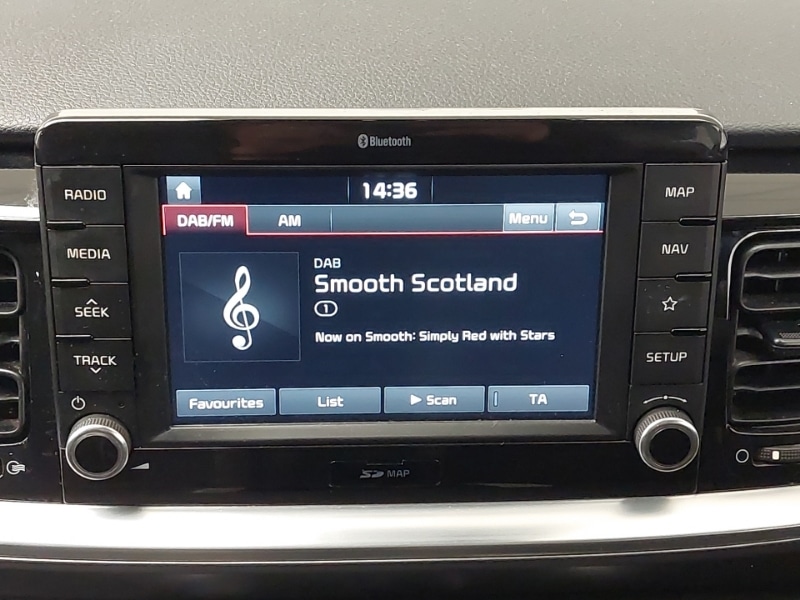 Bluetooth
RADIO
MEDIA
SEEK
TRACK
14:36
DAB/FM AM Menu
DAB
Smooth Scotland
1
Now on Smooth: Simply Red with Stars
Favourites List Scan TA
MAP
NAV
SETUP
SD MAP